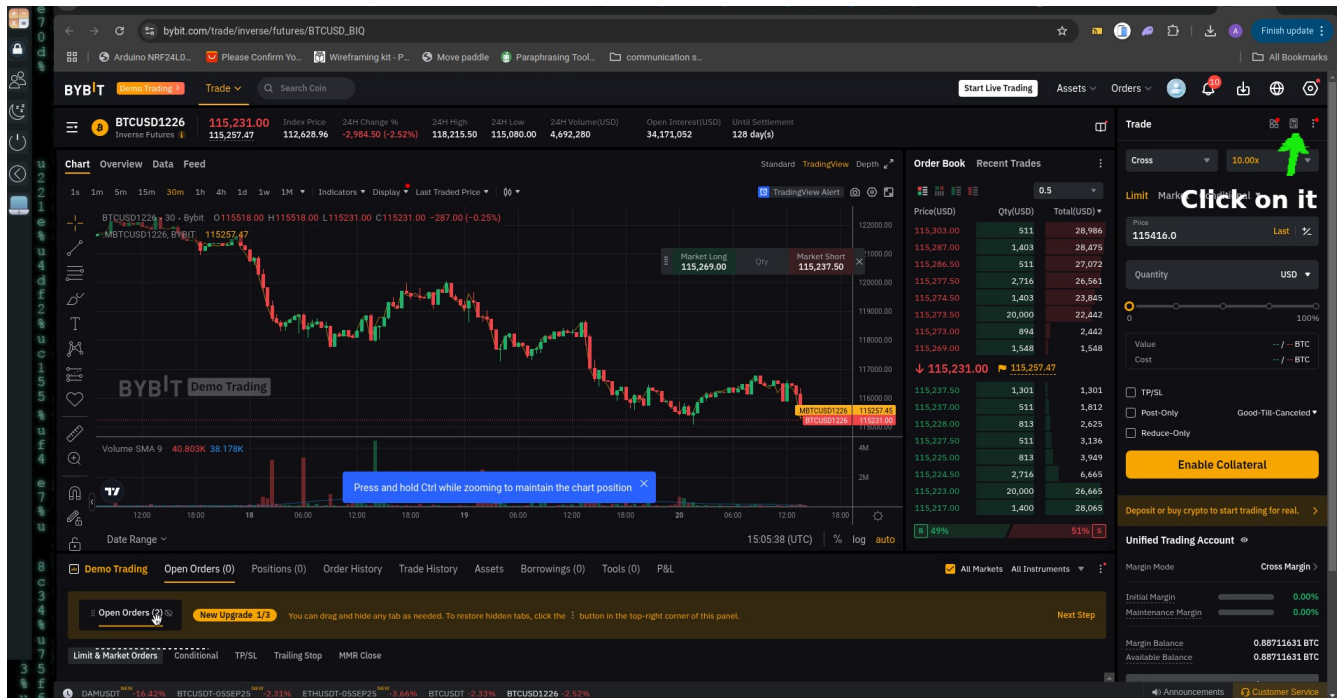 bybit.com/trade/inverse/futures/BTCUSD_BIQ
Finish update
Arduino NRF24L0...
Please Confirm Yo...
Wireframing kit - P...
Move paddle
Paraphrasing Tool...
communication s...
All Bookmarks
BYBIT
Demo Trading >
Trade
Search Coin
Start Live Trading
Assets
Orders
10
BTCUSD1226
Inverse Futures
115,231.00
115,257.47
Index Price
112,628.96
24H Change %
-2,984.50 (-2.52%)
24H High
118,215.50
24H Low
115,080.00
24H Volume(USD)
4,692,280
Open Interest(USD)
34,171,052
Until Settlement
128 day(s)
Chart Overview Data Feed
Standard TradingView Depth
1s 1m 5m 15m 30m 1h 4h 1d 1w 1M
Indicators
Display
Last Traded Price
TradingView Alert
BTCUSD1226 · 30 · Bybit O115518.00 H115518.00 L115231.00 C115231.00 −287.00 (−0.25%)
MBTCUSD1226, BYBIT 115257.47
Market Long
115,269.00
Qty
Market Short
115,237.50
122000.00
121000.00
120000.00
119000.00
118000.00
117000.00
116000.00
MBTCUSD1226 115257.45
BTCUSD1226 115231.00
115000.00
BYBIT Demo Trading
Volume SMA 9 40.803K 38.178K
4M
2M
Press and hold Ctrl while zooming to maintain the chart position
12:00 18:00 18 06:00 12:00 18:00 19 06:00 12:00 18:00 20 06:00 12:00 18:00
Date Range
15:05:38 (UTC)
% log auto
Order Book Recent Trades
0.5
Price(USD) Qty(USD) Total(USD)
115,303.00 511 28,986
115,287.00 1,403 28,475
115,286.50 511 27,072
115,277.50 2,716 26,561
115,274.50 1,403 23,845
115,273.50 20,000 22,442
115,273.00 894 2,442
115,269.00 1,548 1,548
↓ 115,231.00 115,257.47
115,237.50 1,301 1,301
115,237.00 511 1,812
115,228.00 813 2,625
115,227.50 511 3,136
115,225.00 813 3,949
115,224.50 2,716 6,665
115,223.00 20,000 26,665
115,217.00 1,400 28,065
B 49% 51% S
Trade
Cross
10.00x
Limit
Click on it
Price
115416.0
Last
Quantity
USD
0
100%
Value
-- / -- BTC
Cost
-- / -- BTC
TP/SL
Post-Only
Good-Till-Canceled
Reduce-Only
Enable Collateral
Deposit or buy crypto to start trading for real. >
Unified Trading Account
Margin Mode
Cross Margin >
Initial Margin
0.00%
Maintenance Margin
0.00%
Margin Balance
0.88711631 BTC
Available Balance
0.88711631 BTC
Demo Trading
Open Orders (0)
Positions (0)
Order History
Trade History
Assets
Borrowings (0)
Tools (0)
P&L
All Markets
All Instruments
Open Orders (2)
New Upgrade 1/3
You can drag and hide any tab as needed. To restore hidden tabs, click the ⋮ button in the top-right corner of this panel.
Next Step
Limit & Market Orders
Conditional
TP/SL
Trailing Stop
MMR Close
DAMUSDT NEW -16.42%
BTCUSDT-05SEP25 NEW -2.31%
ETHUSDT-05SEP25 NEW -3.66%
BTCUSDT -2.33%
BTCUSD1226 -2.52%
Announcements
Customer Service